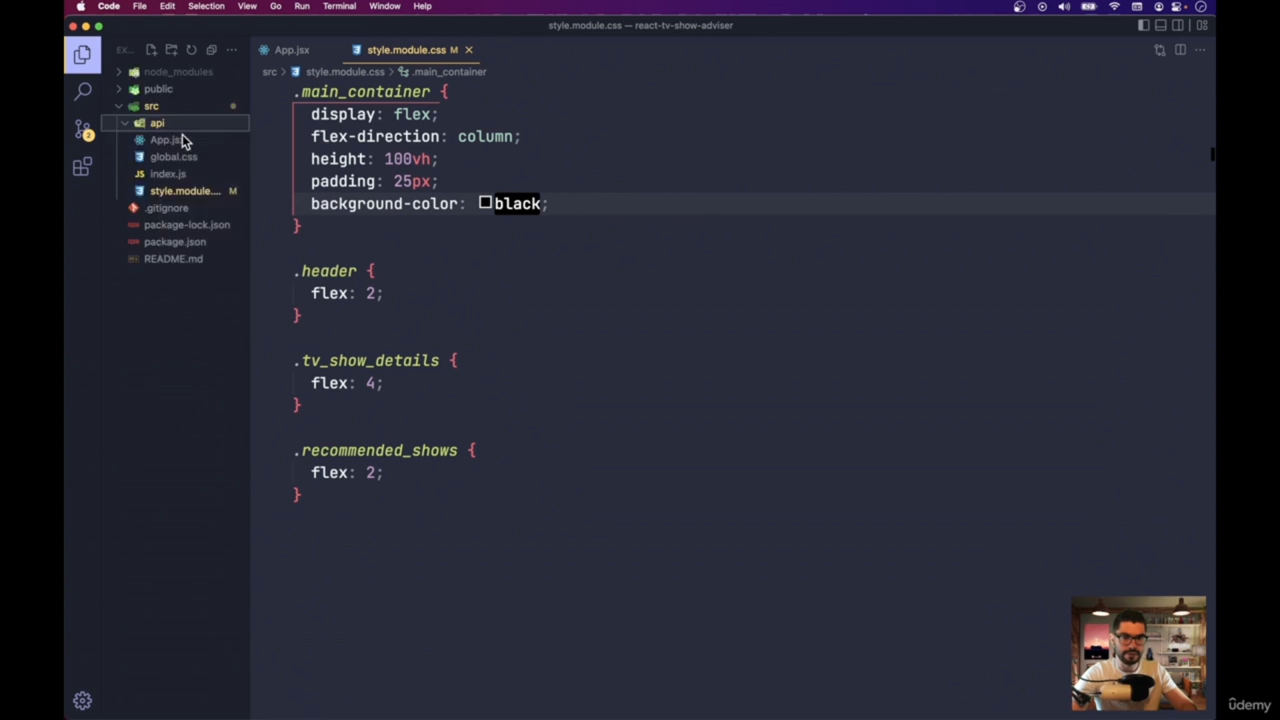 Code File Edit Selection View Go Run Terminal Window Help
style.module.css — react-tv-show-adviser
EX...
App.jsx
style.module.css M
src > style.module.css > .main_container
node_modules
public
src
api
App.jsx
global.css
index.js
style.module.... M
.gitignore
package-lock.json
package.json
README.md
2
.main_container {
display: flex;
flex-direction: column;
height: 100vh;
padding: 25px;
background-color: black;
}
.header {
flex: 2;
}
.tv_show_details {
flex: 4;
}
.recommended_shows {
flex: 2;
}
udemy